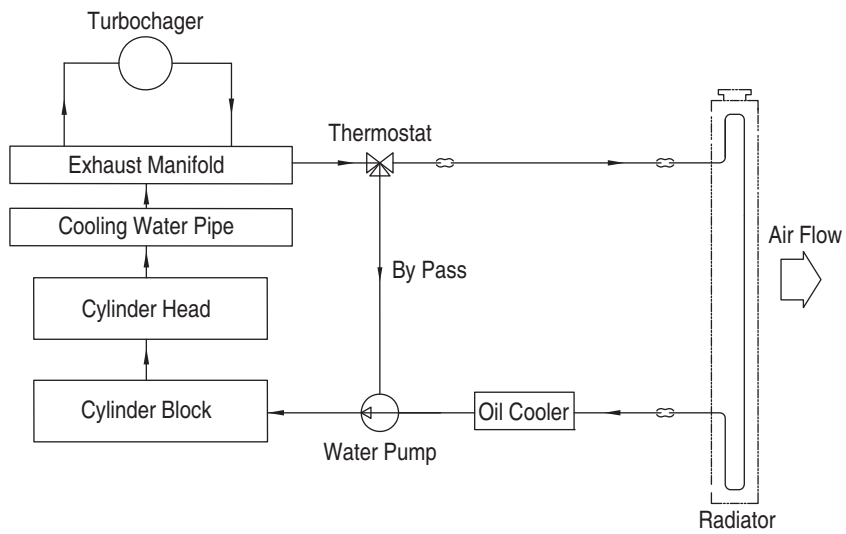 Turbochager
Thermostat
Exhaust Manifold
Cooling Water Pipe
Air Flow
By Pass
Cylinder Head
Cylinder Block
Oil Cooler
Water Pump
Radiator